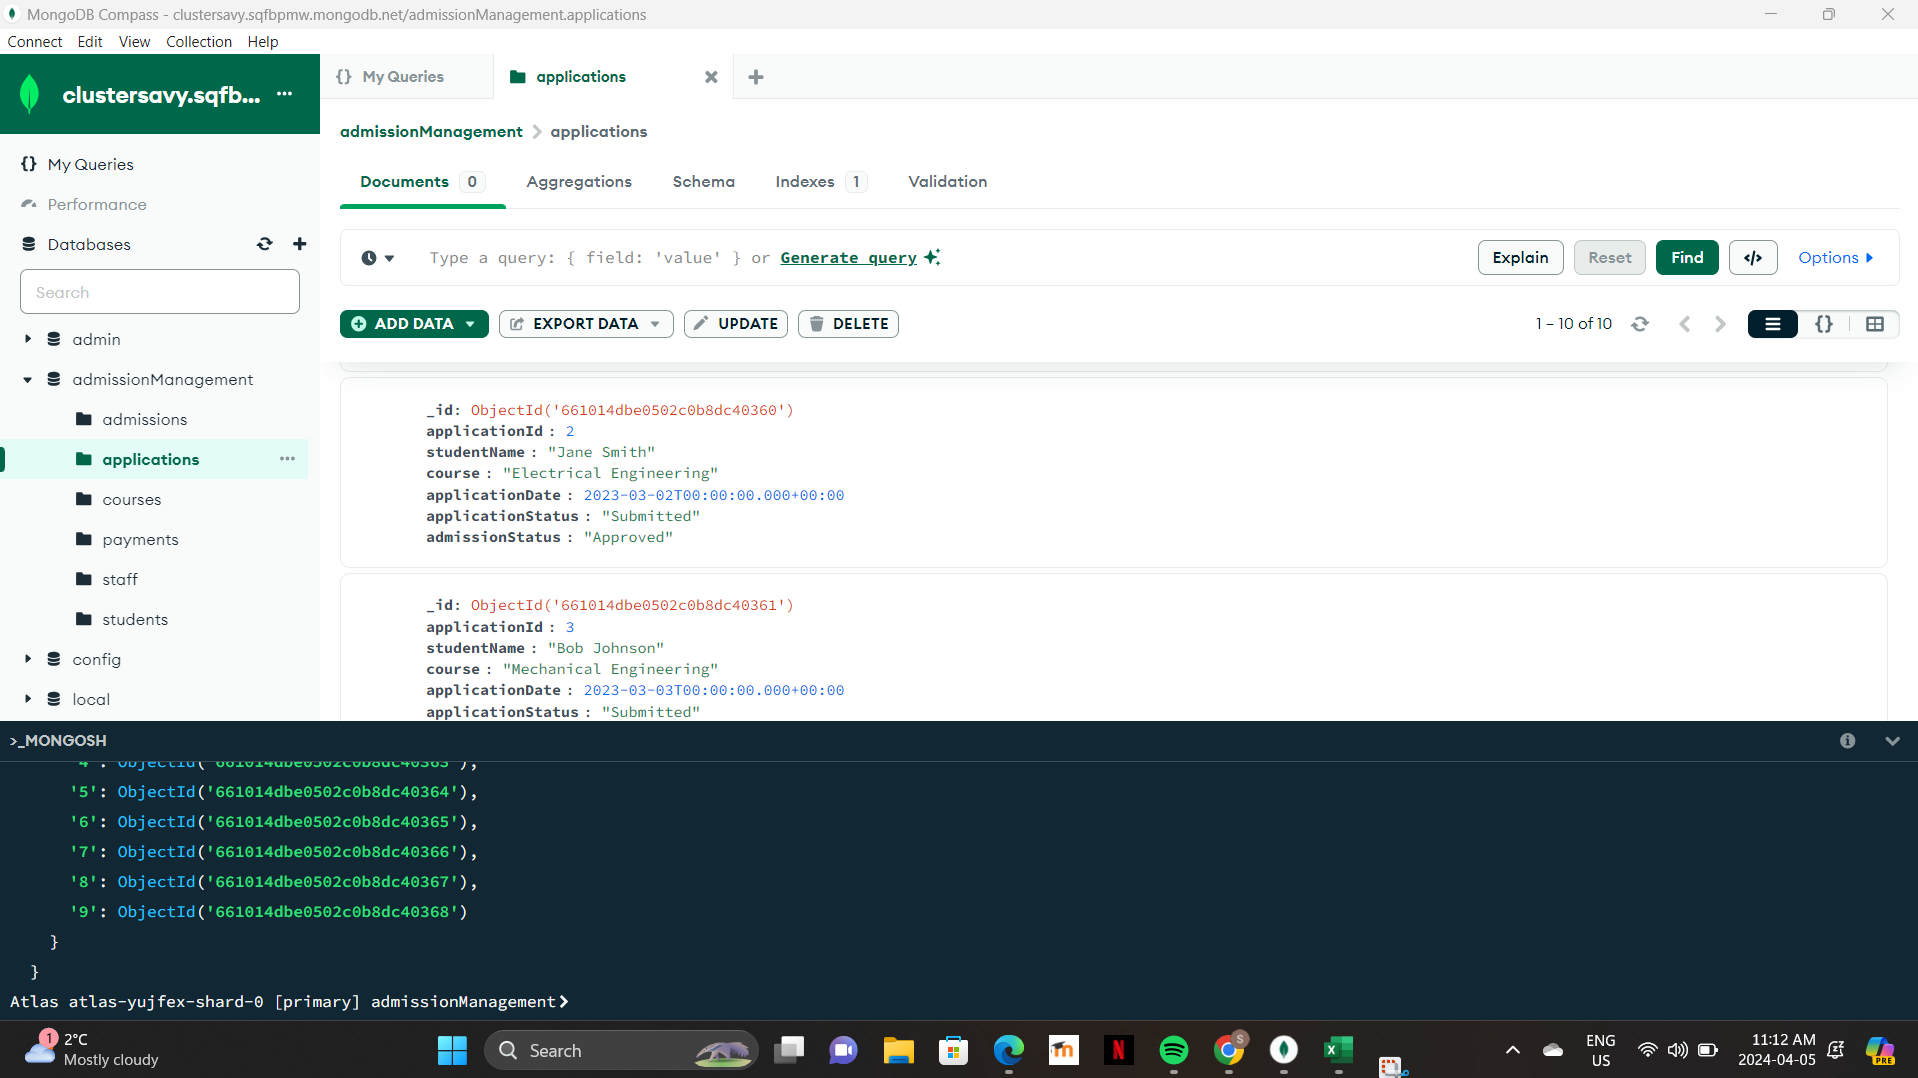 MongoDB Compass - clustersavy.sqfbpmw.mongodb.net/admissionManagement.applications
Connect Edit View Collection Help
clustersavy.sqfb...
My Queries
applications
admissionManagement > applications
My Queries
Performance
Databases
Search
admin
admissionManagement
admissions
applications
courses
payments
staff
students
config
local
Documents 0 Aggregations Schema Indexes 1 Validation
Type a query: { field: 'value' } or Generate query
Explain Reset Find </> Options
ADD DATA EXPORT DATA UPDATE DELETE
1 – 10 of 10
_id: ObjectId('661014dbe0502c0b8dc40360')
applicationId : 2
studentName : "Jane Smith"
course : "Electrical Engineering"
applicationDate : 2023-03-02T00:00:00.000+00:00
applicationStatus : "Submitted"
admissionStatus : "Approved"
_id: ObjectId('661014dbe0502c0b8dc40361')
applicationId : 3
studentName : "Bob Johnson"
course : "Mechanical Engineering"
applicationDate : 2023-03-03T00:00:00.000+00:00
applicationStatus : "Submitted"
>_MONGOSH
'4': ObjectId('661014dbe0502c0b8dc40363'),
'5': ObjectId('661014dbe0502c0b8dc40364'),
'6': ObjectId('661014dbe0502c0b8dc40365'),
'7': ObjectId('661014dbe0502c0b8dc40366'),
'8': ObjectId('661014dbe0502c0b8dc40367'),
'9': ObjectId('661014dbe0502c0b8dc40368')
}
}
Atlas atlas-yujfex-shard-0 [primary] admissionManagement>
1
2°C
Mostly cloudy
Search
N
S
ENG
US
11:12 AM
2024-04-05
PRE